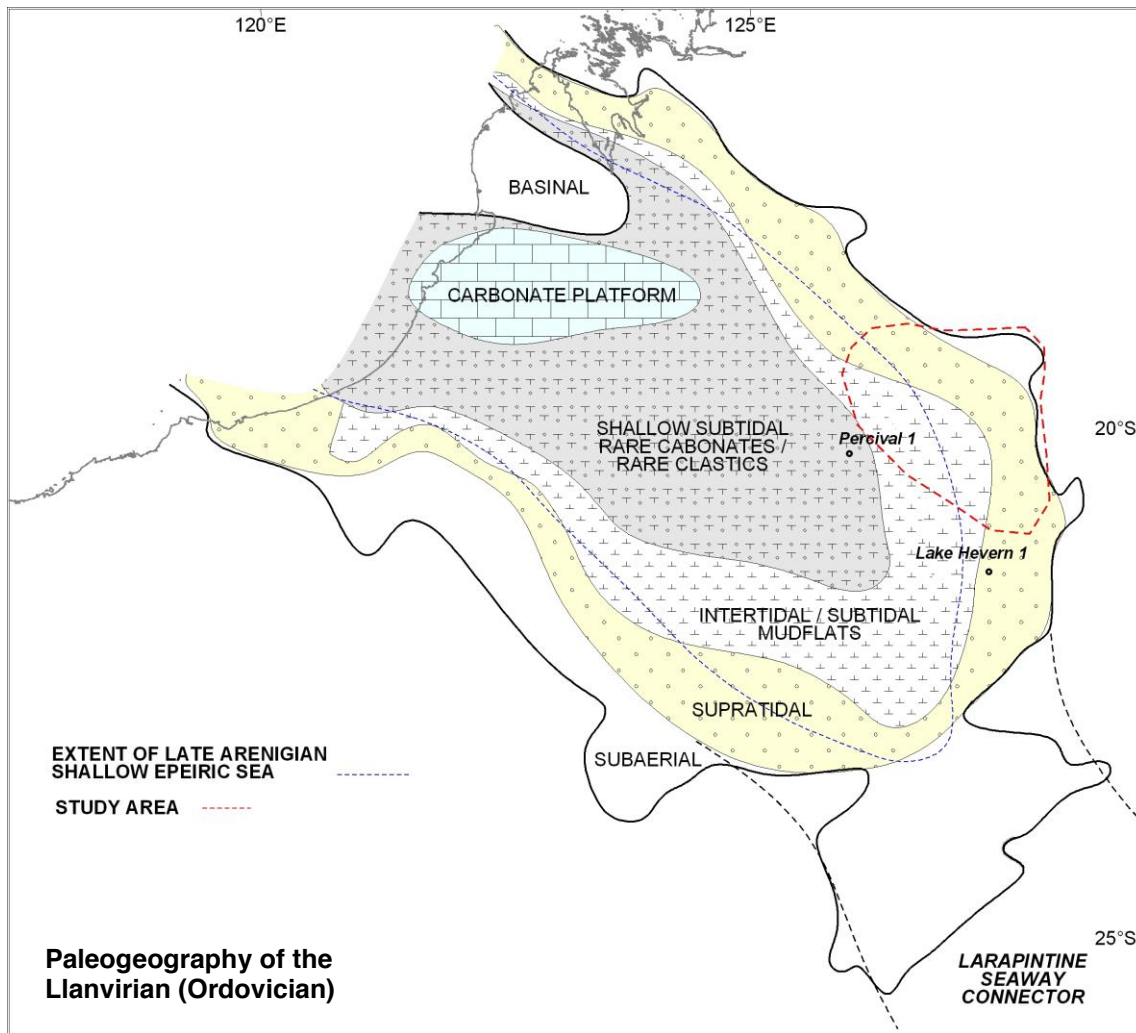 120°E
125°E
BASINAL
CARBONATE PLATFORM
SHALLOW SUBTIDAL
RARE CABONATES /
RARE CLASTICS
Percival 1
20°S
Lake Hevern 1
INTERTIDAL / SUBTIDAL
MUDFLATS
SUPRATIDAL
SUBAERIAL
EXTENT OF LATE ARENIGIAN
SHALLOW EPEIRIC SEA
STUDY AREA
25°S
Paleogeography of the
Llanvirian (Ordovician)
LARAPINTINE
SEAWAY
CONNECTOR